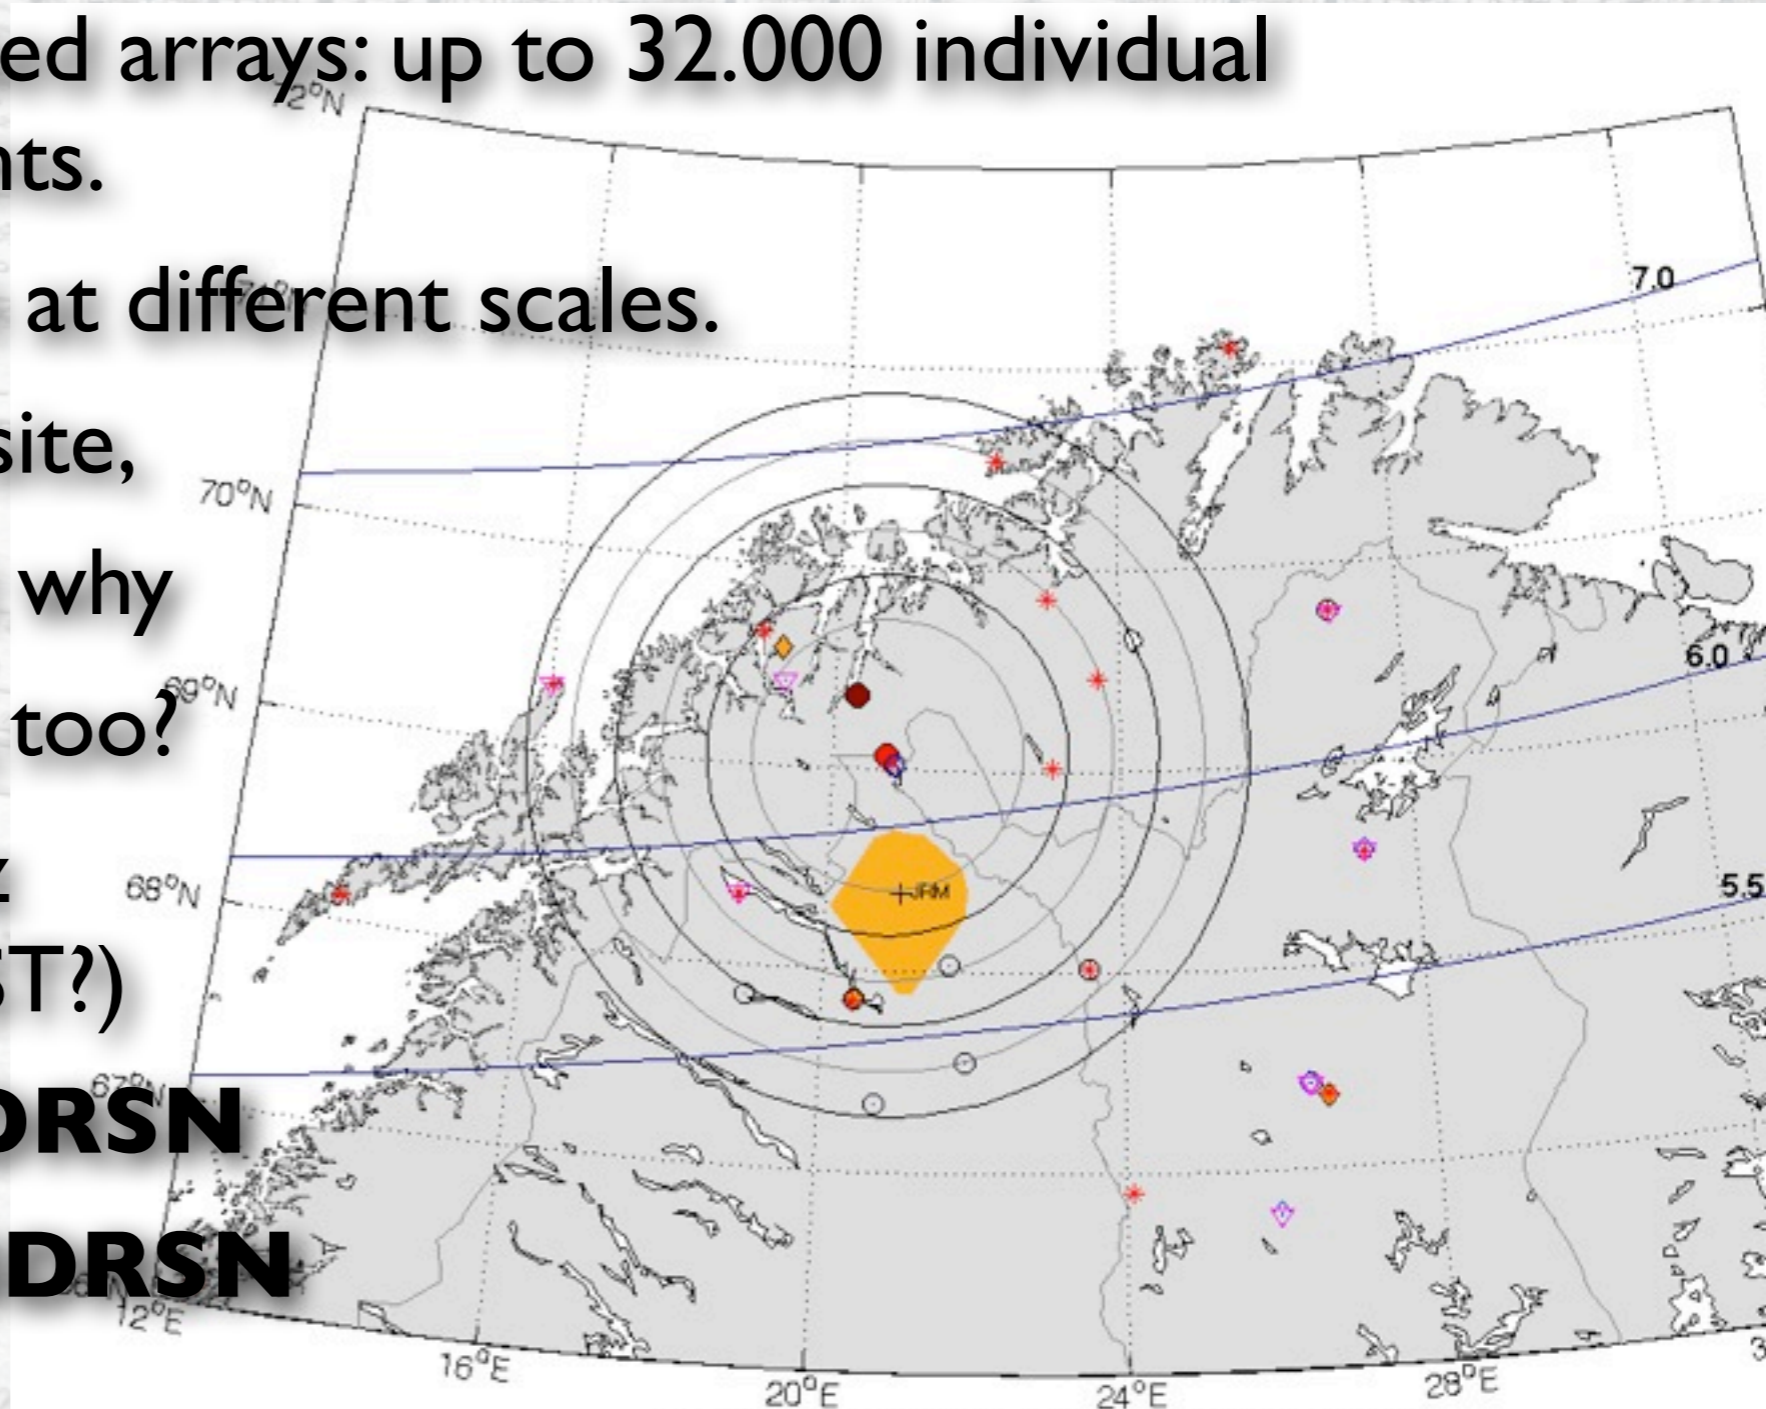 ed arrays: up to 32.000 individual
nts.
at different scales.
7.0
site,
70°N
why
6.0
69°N
too?
5.5
68°N
JRM
ST?)
67°N
DRSN
DRSN
12°E
16°E
20°E
24°E
28°E